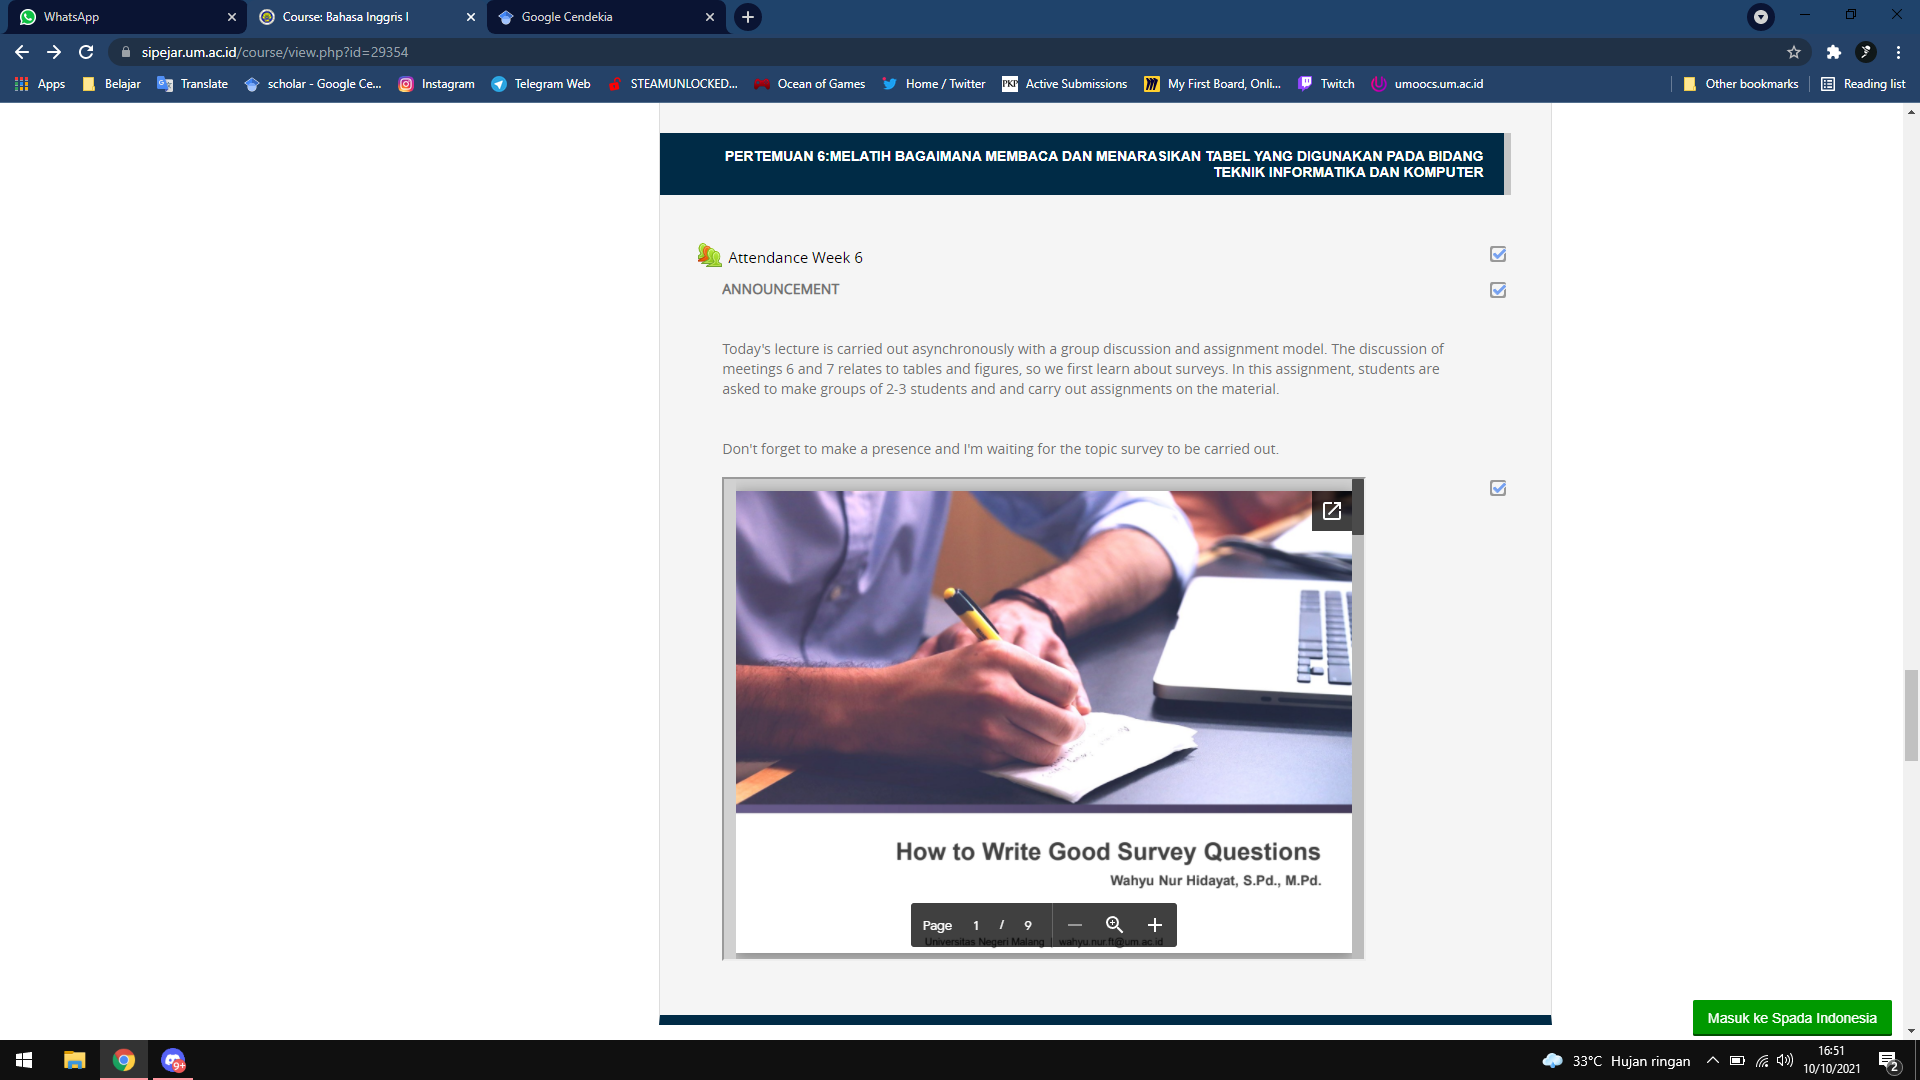 WhatsApp
Course: Bahasa Inggris I
Google Cendekia
sipejar.um.ac.id/course/view.php?id=29354
Apps
Belajar
Translate
scholar - Google Ce...
Instagram
Telegram Web
STEAMUNLOCKED...
Ocean of Games
Home / Twitter
PKP
Active Submissions
My First Board, Onli...
Twitch
umoocs.um.ac.id
Other bookmarks
Reading list
PERTEMUAN 6:MELATIH BAGAIMANA MEMBACA DAN MENARASIKAN TABEL YANG DIGUNAKAN PADA BIDANG
TEKNIK INFORMATIKA DAN KOMPUTER
Attendance Week 6
ANNOUNCEMENT
Today's lecture is carried out asynchronously with a group discussion and assignment model. The discussion of
meetings 6 and 7 relates to tables and figures, so we first learn about surveys. In this assignment, students are
asked to make groups of 2-3 students and and carry out assignments on the material.
Don't forget to make a presence and I'm waiting for the topic survey to be carried out.
How to Write Good Survey Questions
Wahyu Nur Hidayat, S.Pd., M.Pd.
Page 1 / 9
Universitas Negeri Malang | wahyu.nur.ft@um.ac.id
Masuk ke Spada Indonesia
9+
33°C Hujan ringan
16:51
10/10/2021
2